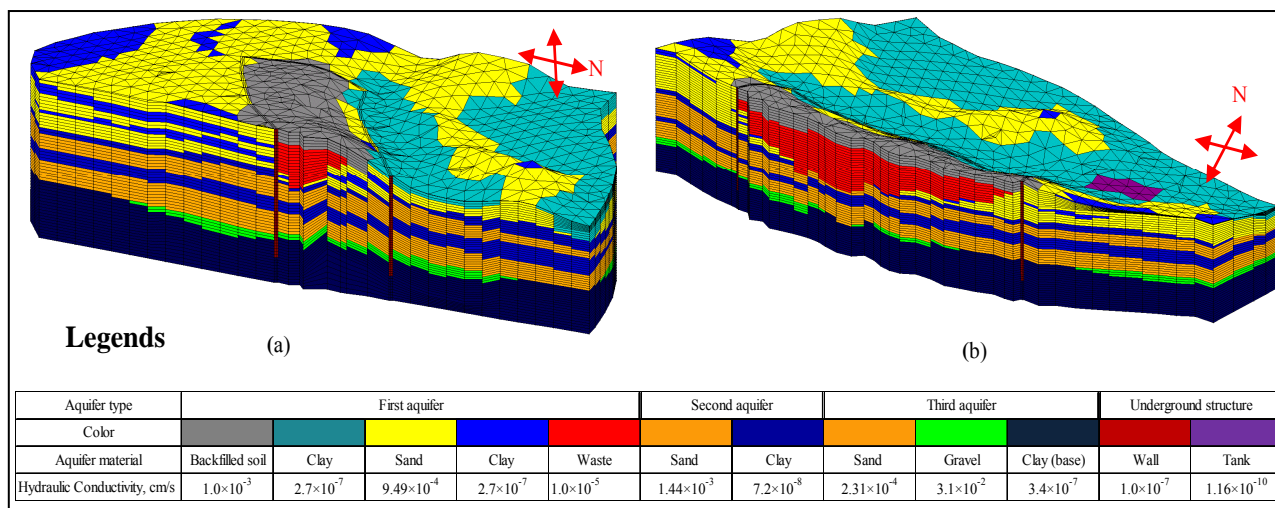 N
N
Legends
(a)
(b)
Aquifer type First aquifer Second aquifer Third aquifer Underground structure
Color
Aquifer material Backfilled soil Clay Sand Clay Waste Sand Clay Sand Gravel Clay (base) Wall Tank
Hydraulic Conductivity, cm/s 1.0×10⁻³ 2.7×10⁻⁷ 9.49×10⁻⁴ 2.7×10⁻⁷ 1.0×10⁻⁵ 1.44×10⁻³ 7.2×10⁻⁸ 2.31×10⁻⁴ 3.1×10⁻² 3.4×10⁻⁷ 1.0×10⁻⁷ 1.16×10⁻¹⁰